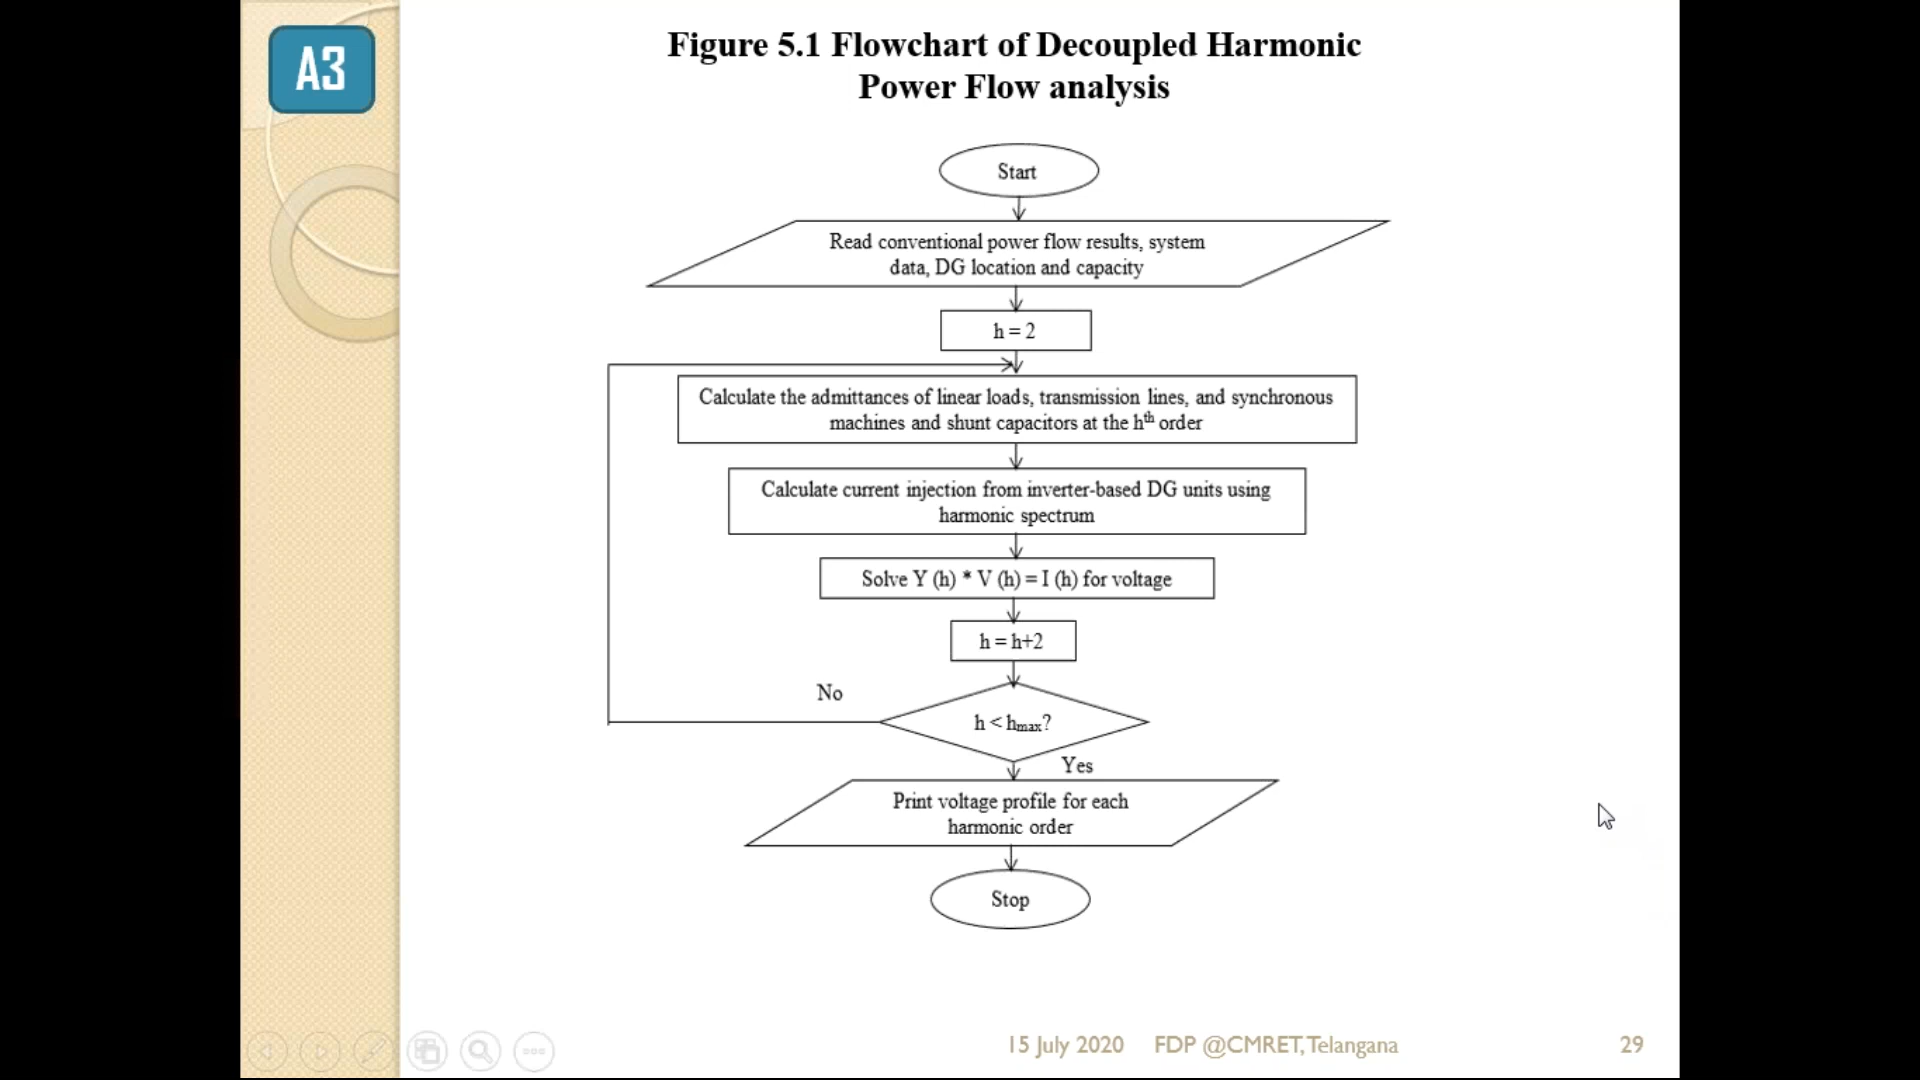 A3
Figure 5.1 Flowchart of Decoupled Harmonic
Power Flow analysis
Start
Read conventional power flow results, system
data, DG location and capacity
h = 2
Calculate the admittances of linear loads, transmission lines, and synchronous
machines and shunt capacitors at the hth order
Calculate current injection from inverter-based DG units using
harmonic spectrum
Solve Y (h) * V (h) = I (h) for voltage
h = h+2
No
h < hmax?
Yes
Print voltage profile for each
harmonic order
Stop
15 July 2020 FDP @CMRET,Telangana 29